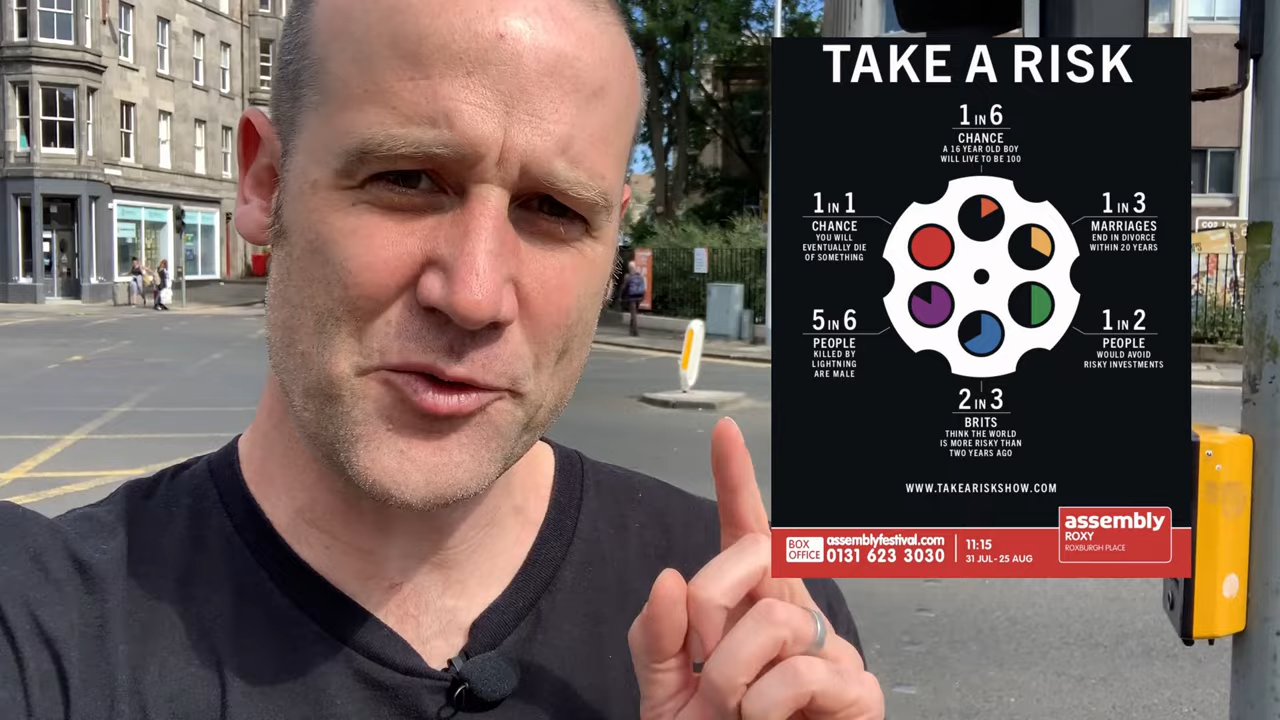 TAKE A RISK
1 IN 6
CHANCE
A 16 YEAR OLD BOY
WILL LIVE TO BE 100
1 IN 1
CHANCE
YOU WILL
EVENTUALLY DIE
OF SOMETHING
1 IN 3
MARRIAGES
END IN DIVORCE
WITHIN 20 YEARS
5 IN 6
PEOPLE
KILLED BY
LIGHTNING
ARE MALE
1 IN 2
PEOPLE
WOULD AVOID
RISKY INVESTMENTS
2 IN 3
BRITS
THINK THE WORLD
IS MORE RISKY THAN
TWO YEARS AGO
WWW.TAKEARISKSHOW.COM
BOX
OFFICE
assemblyfestival.com
0131 623 3030
11:15
31 JUL - 25 AUG
assembly
ROXY
ROXBURGH PLACE